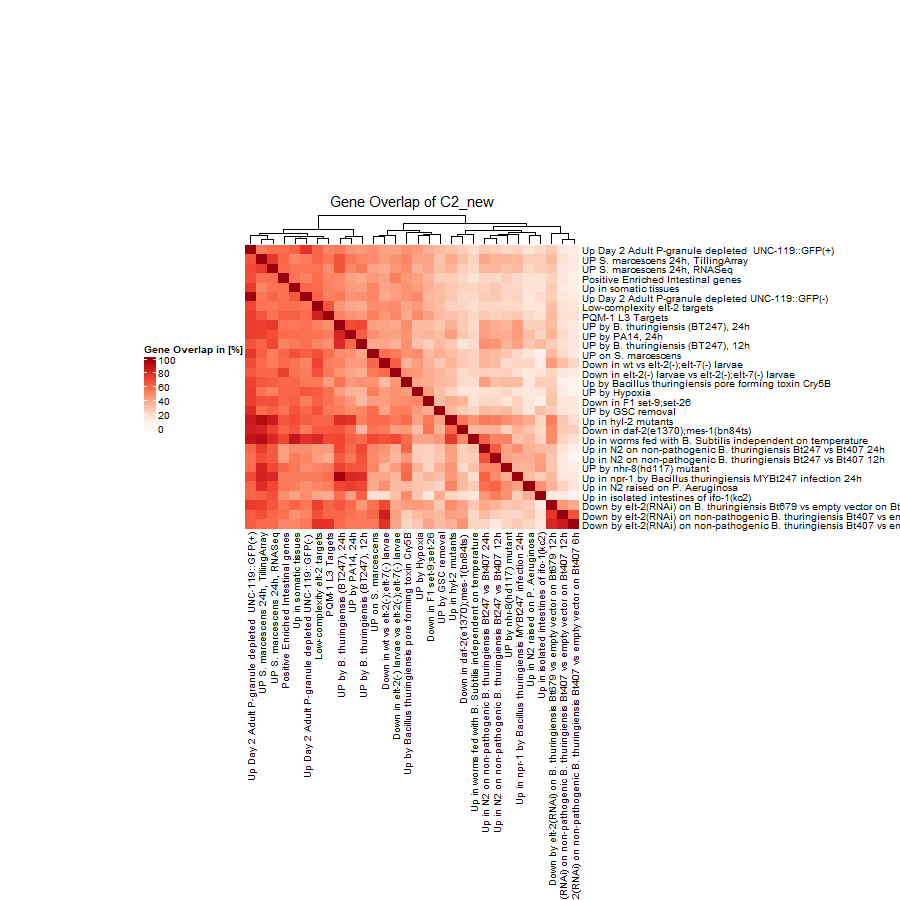 Gene Overlap of C2_new
Up Day 2 Adult P-granule depleted  UNC-119::GFP(+)
UP S. marcescens 24h, TillingArray
UP S. marcescens 24h, RNASeq
Positive Enriched Intestinal genes
Up in somatic tissues
Up Day 2 Adult P-granule depleted UNC-119::GFP(-)
Low-complexity elt-2 targets
PQM-1 L3 Targets
UP by B. thuringiensis (BT247), 24h
UP by PA14, 24h
UP by B. thuringiensis (BT247), 12h
UP on S. marcescens
Down in wt vs elt-2(-);elt-7(-) larvae
Down in elt-2(-) larvae vs elt-2(-);elt-7(-) larvae
Up by Bacillus thuringiensis pore forming toxin Cry5B
UP by Hypoxia
Down in F1 set-9;set-26
UP by GSC removal
Up in hyl-2 mutants
Down in daf-2(e1370);mes-1(bn84ts)
Up in worms fed with B. Subtilis independent on temperature
Up in N2 on non-pathogenic B. thuringiensis Bt247 vs Bt407 24h
Up in N2 on non-pathogenic B. thuringiensis Bt247 vs Bt407 12h
UP by nhr-8(hd117) mutant
Up in npr-1 by Bacillus thuringiensis MYBt247 infection 24h
Up in N2 raised on P. Aeruginosa
Up in isolated intestines of ifo-1(kc2)
Down by elt-2(RNAi) on B. thuringiensis Bt679 vs empty vector on Bt
Down by elt-2(RNAi) on non-pathogenic B. thuringiensis Bt407 vs en
Down by elt-2(RNAi) on non-pathogenic B. thuringiensis Bt407 vs en
Gene Overlap in [%]
100
80
60
40
20
0
Up Day 2 Adult P-granule depleted  UNC-119::GFP(+)
UP S. marcescens 24h, TillingArray
UP S. marcescens 24h, RNASeq
Positive Enriched Intestinal genes
Up in somatic tissues
Up Day 2 Adult P-granule depleted UNC-119::GFP(-)
Low-complexity elt-2 targets
PQM-1 L3 Targets
UP by B. thuringiensis (BT247), 24h
UP by PA14, 24h
UP by B. thuringiensis (BT247), 12h
UP on S. marcescens
Down in wt vs elt-2(-);elt-7(-) larvae
Down in elt-2(-) larvae vs elt-2(-);elt-7(-) larvae
Up by Bacillus thuringiensis pore forming toxin Cry5B
UP by Hypoxia
Down in F1 set-9;set-26
UP by GSC removal
Up in hyl-2 mutants
Down in daf-2(e1370);mes-1(bn84ts)
Up in worms fed with B. Subtilis independent on temperature
Up in N2 on non-pathogenic B. thuringiensis Bt247 vs Bt407 24h
Up in N2 on non-pathogenic B. thuringiensis Bt247 vs Bt407 12h
UP by nhr-8(hd117) mutant
Up in npr-1 by Bacillus thuringiensis MYBt247 infection 24h
Up in N2 raised on P. Aeruginosa
Up in isolated intestines of ifo-1(kc2)
Down by elt-2(RNAi) on B. thuringiensis Bt679 vs empty vector on Bt679 12h
(RNAi) on non-pathogenic B. thuringiensis Bt407 vs empty vector on Bt407 12h
2(RNAi) on non-pathogenic B. thuringiensis Bt407 vs empty vector on Bt407 6h